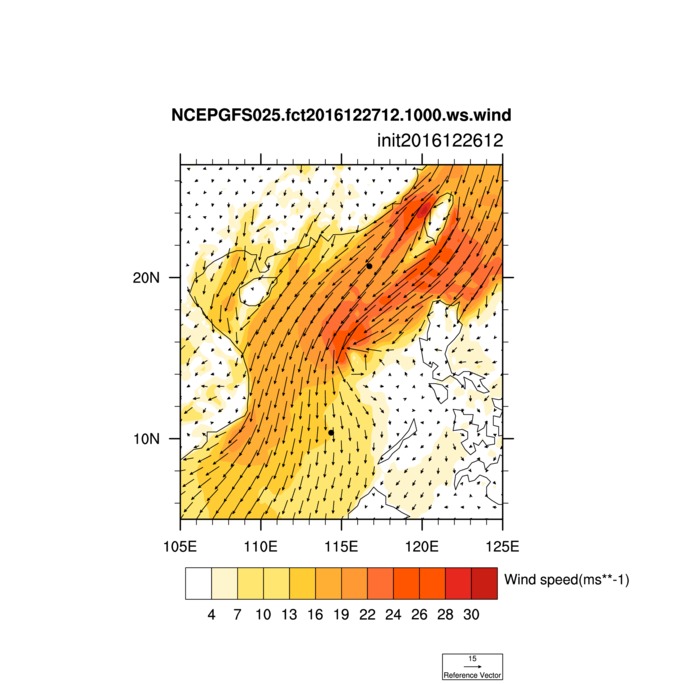 NCEPGFS025.fct2016122712.1000.ws.wind
init2016122612
20N
10N
105E 110E 115E 120E 125E
Wind speed(ms**-1)
4 7 10 13 16 19 22 24 26 28 30
15
Reference Vector